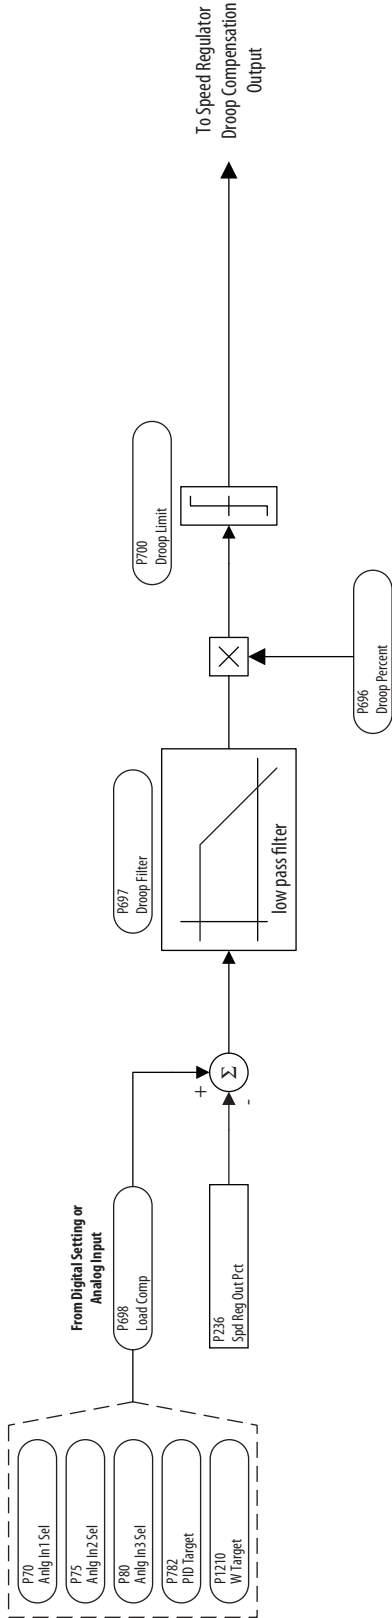 P70
Anlg In1 Sel
P75
Anlg In2 Sel
P80
Anlg In3 Sel
P782
PID Target
P1210
W Target
From Digital Setting or
Analog Input
P698
Load Comp
P236
Spd Reg Out Pct
+
-
Σ
P697
Droop Filter
low pass filter
P696
Droop Percent
P700
Droop Limit
To Speed Regulator
Droop Compensation
Output